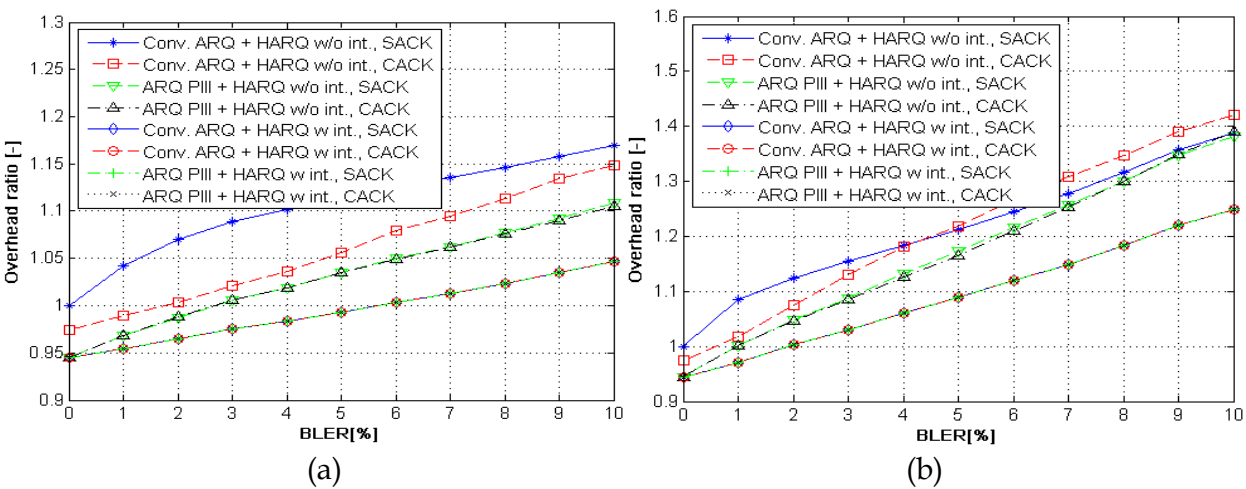 1.3
1.25
1.2
1.15
1.1
1.05
1
0.95
0.9
Overhead ratio [-]
Conv. ARQ + HARQ w/o int., SACK
Conv. ARQ + HARQ w/o int., CACK
ARQ PIII + HARQ w/o int., SACK
ARQ PIII + HARQ w/o int., CACK
Conv. ARQ + HARQ w int., SACK
Conv. ARQ + HARQ w int., CACK
ARQ PIII + HARQ w int., SACK
ARQ PIII + HARQ w int., CACK
0 1 2 3 4 5 6 7 8 9 10
BLER[%]
(a)
1.6
1.5
1.4
1.3
1.2
1.1
1
0.9
Overhead ratio [-]
Conv. ARQ + HARQ w/o int., SACK
Conv. ARQ + HARQ w/o int., CACK
ARQ PIII + HARQ w/o int., SACK
ARQ PIII + HARQ w/o int., CACK
Conv. ARQ + HARQ w int., SACK
Conv. ARQ + HARQ w int., CACK
ARQ PIII + HARQ w int., SACK
ARQ PIII + HARQ w int., CACK
0 1 2 3 4 5 6 7 8 9 10
BLER[%]
(b)